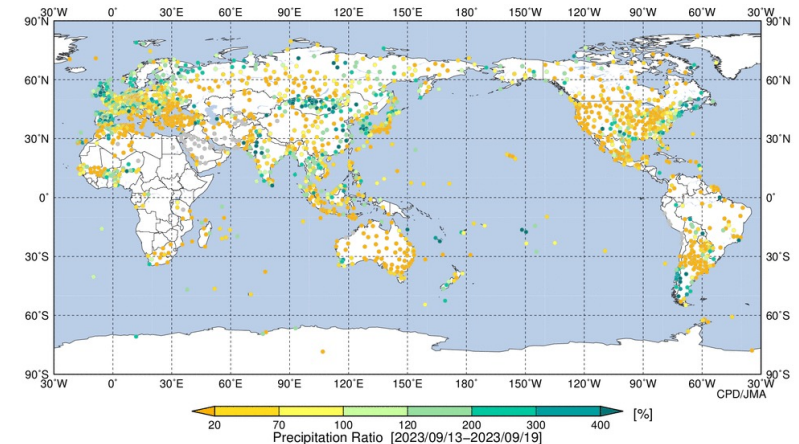 30°W 0° 30°E 60°E 90°E 120°E 150°E 180° 150°W 120°W 90°W 60°W 30°W
90°N 90°N
60°N 60°N
30°N 30°N
0° 0°
30°S 30°S
60°S 60°S
90°S 90°S
30°W 0° 30°E 60°E 90°E 120°E 150°E 180° 150°W 120°W 90°W 60°W 30°W
CPD/JMA
[%]
20 70 100 120 200 300 400
Precipitation Ratio [2023/09/13−2023/09/19]